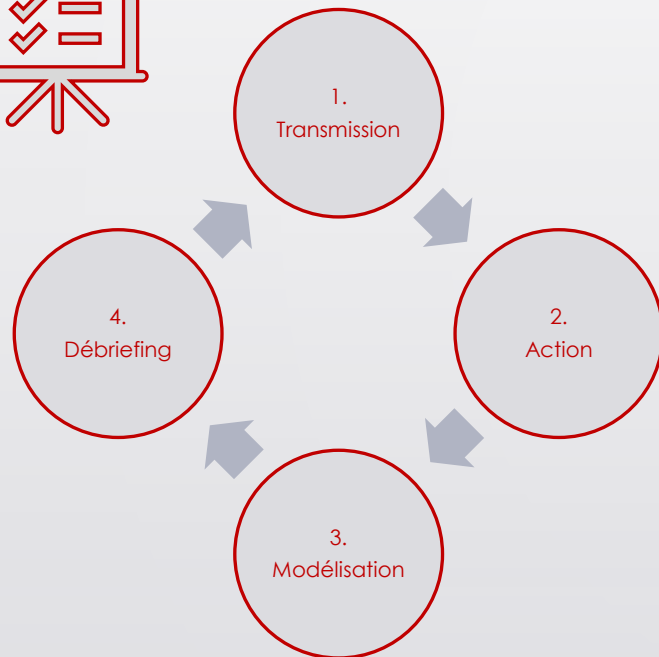 1.
Transmission
2.
Action
3.
Modélisation
4.
Débriefing